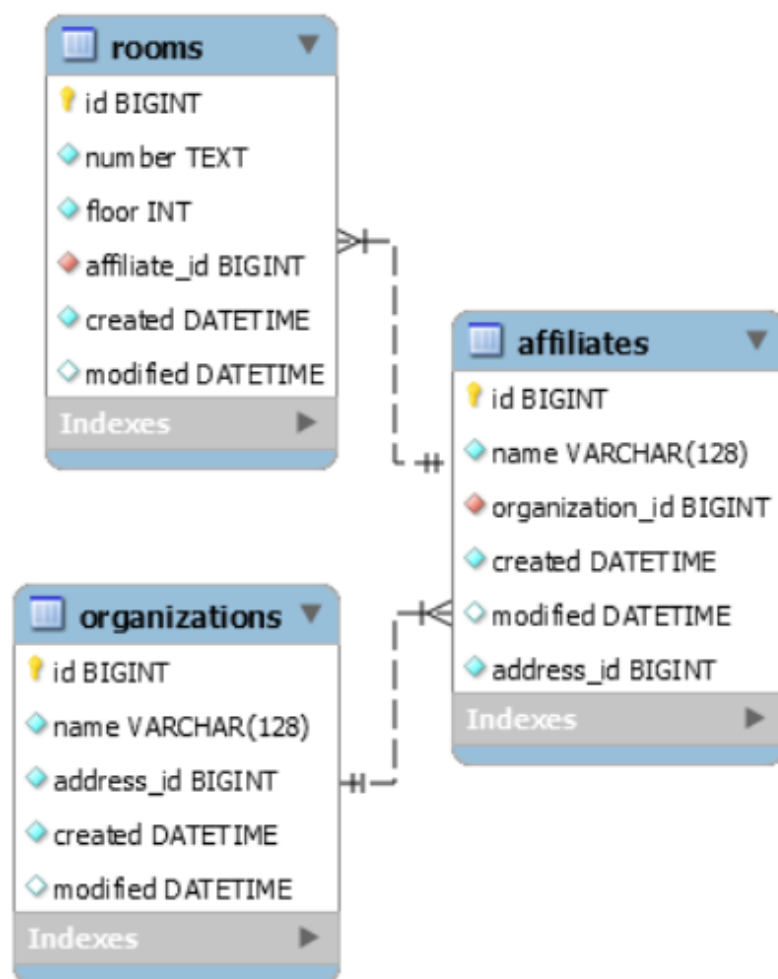 rooms
id BIGINT
number TEXT
floor INT
affiliate_id BIGINT
created DATETIME
modified DATETIME
Indexes
affiliates
id BIGINT
name VARCHAR(128)
organization_id BIGINT
created DATETIME
modified DATETIME
address_id BIGINT
Indexes
organizations
id BIGINT
name VARCHAR(128)
address_id BIGINT
created DATETIME
modified DATETIME
Indexes